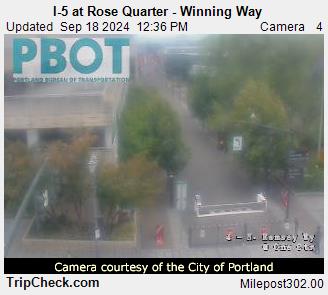 I-5 at Rose Quarter - Winning Way
Updated Sep 18 2024 12:36 PM Camera 4
PBOT
PORTLAND BUREAU OF TRANSPORTATION
Camera courtesy of the City of Portland
TripCheck.com Milepost302.00